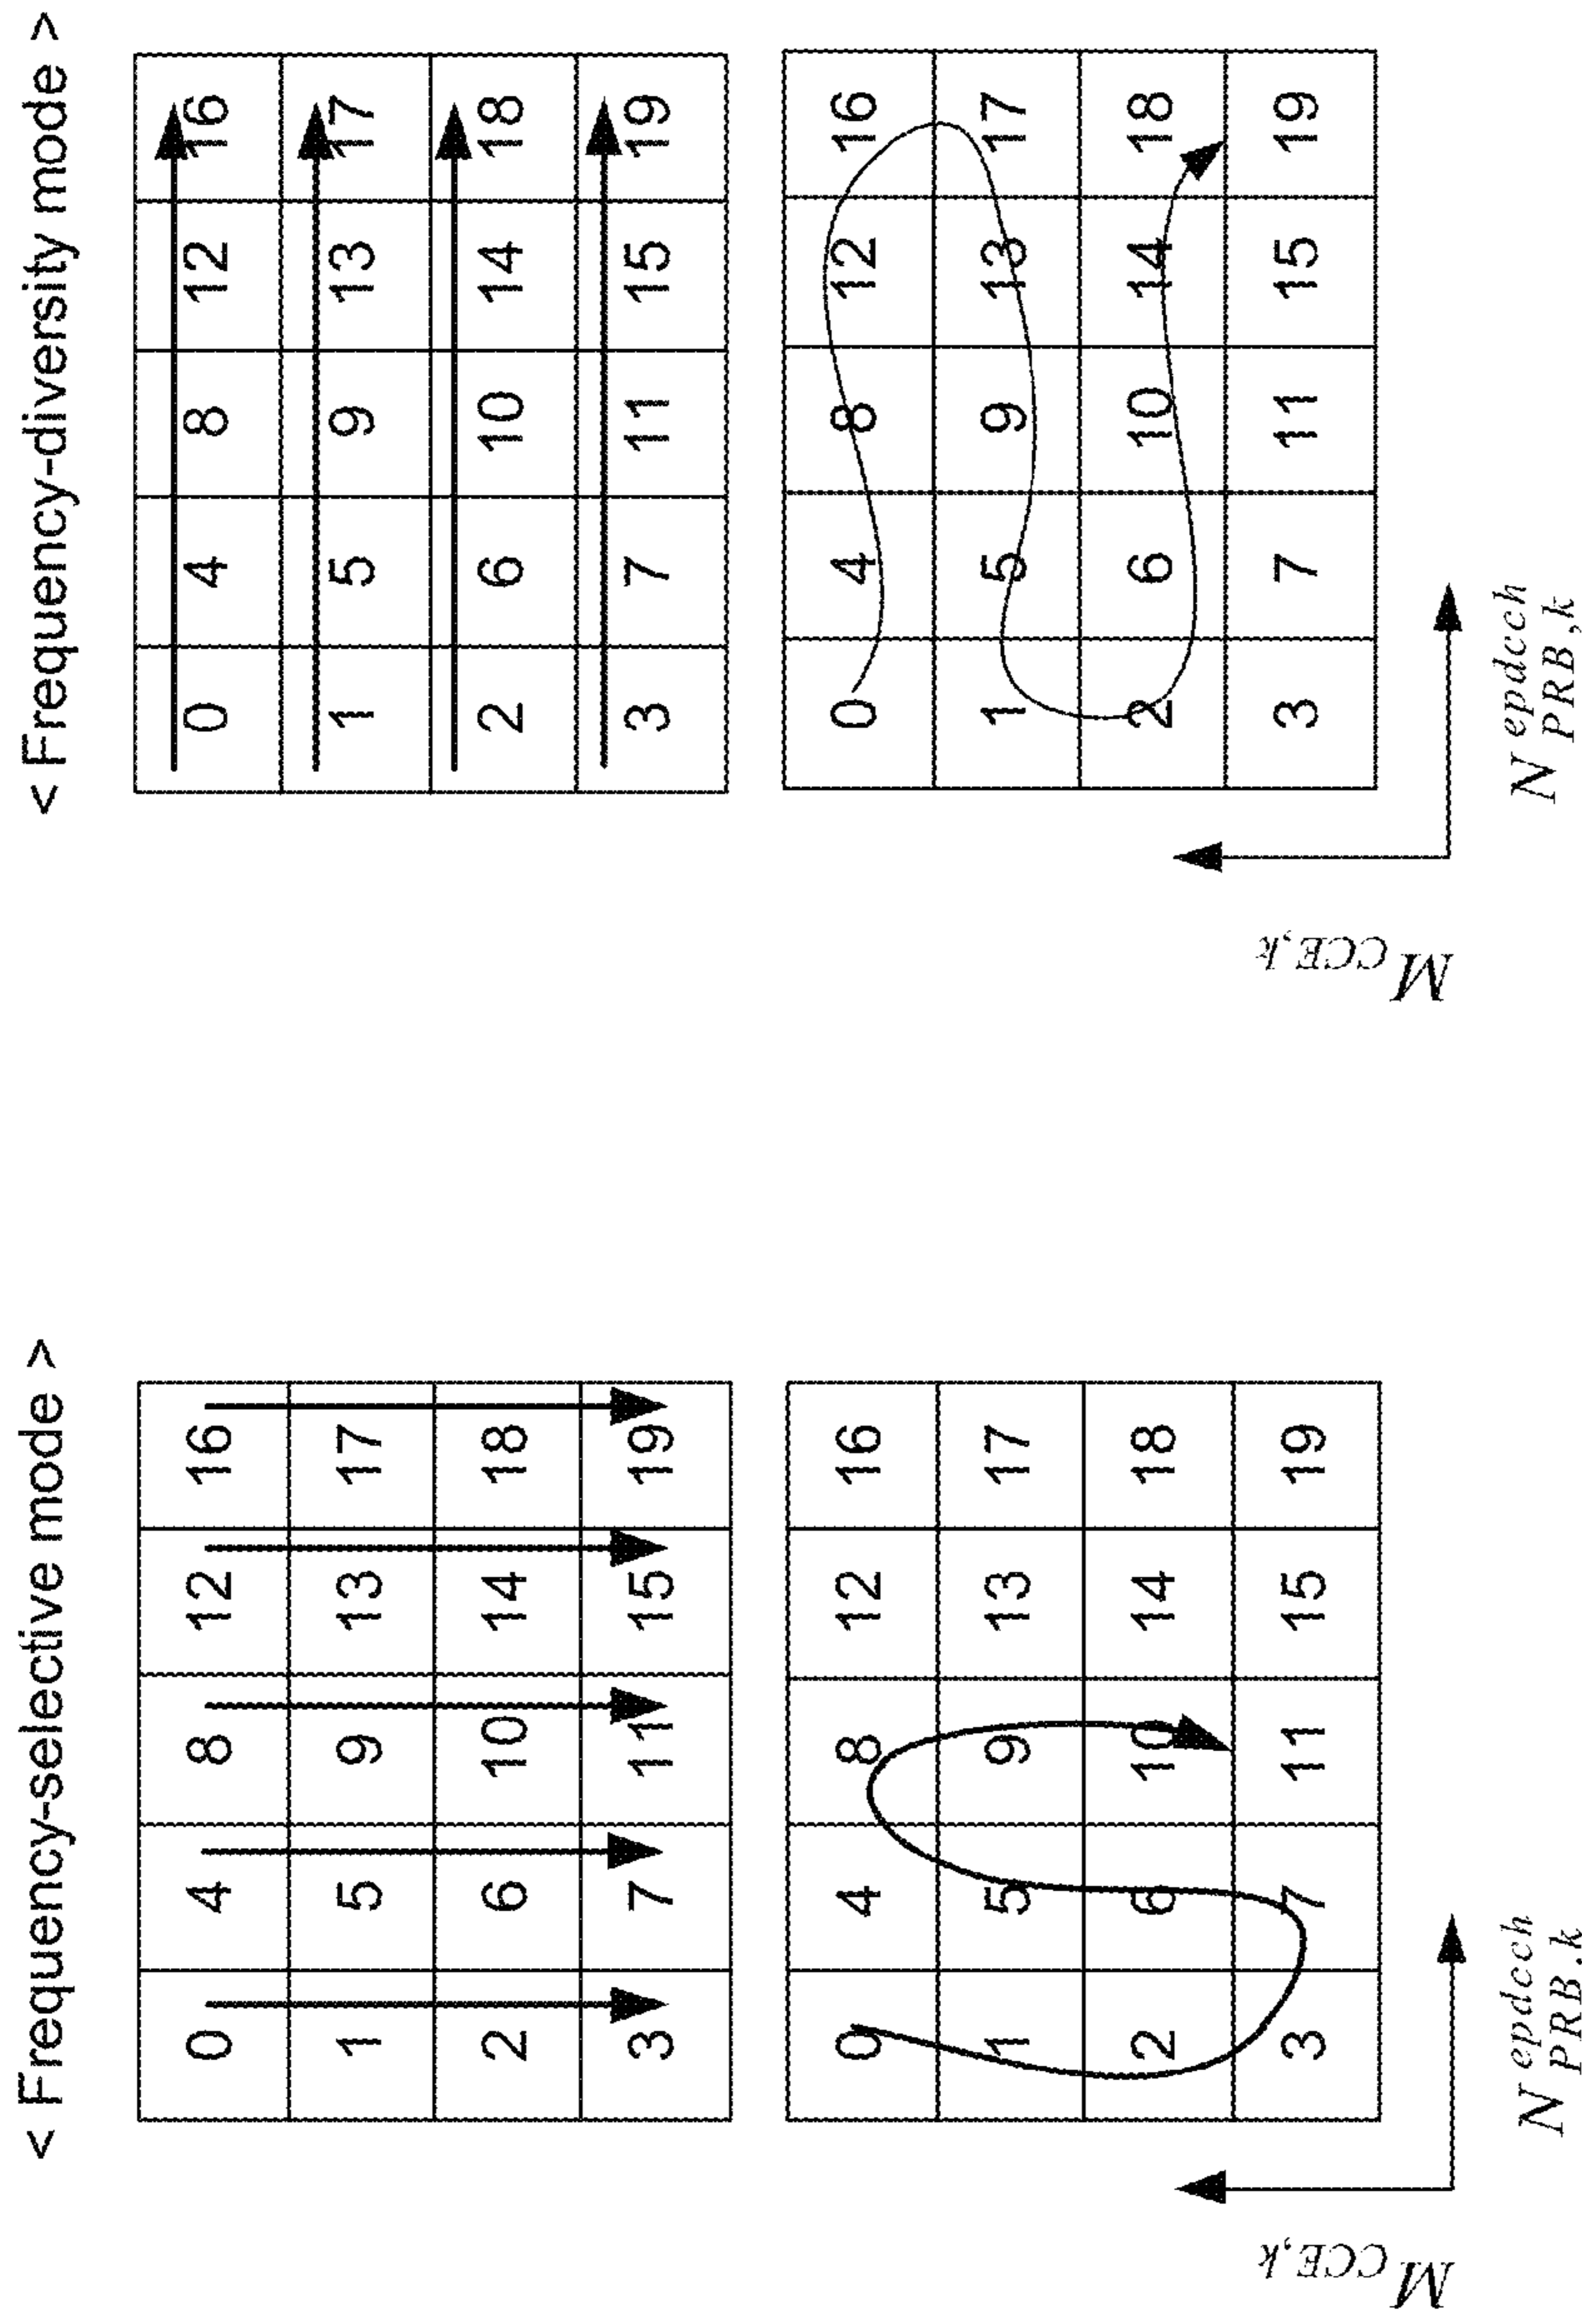 < Frequency-selective mode >
0 4 8 12 16
1 5 9 13 17
2 6 10 14 18
3 7 11 15 19
0 4 8 12 16
1 5 9 13 17
2 6 10 14 18
3 7 11 15 19
M CCE,k
N epdcch PRB,k
< Frequency-diversity mode >
0 4 8 12 16
1 5 9 13 17
2 6 10 14 18
3 7 11 15 19
0 4 8 12 16
1 5 9 13 17
2 6 10 14 18
3 7 11 15 19
M CCE,k
N epdcch PRB,k